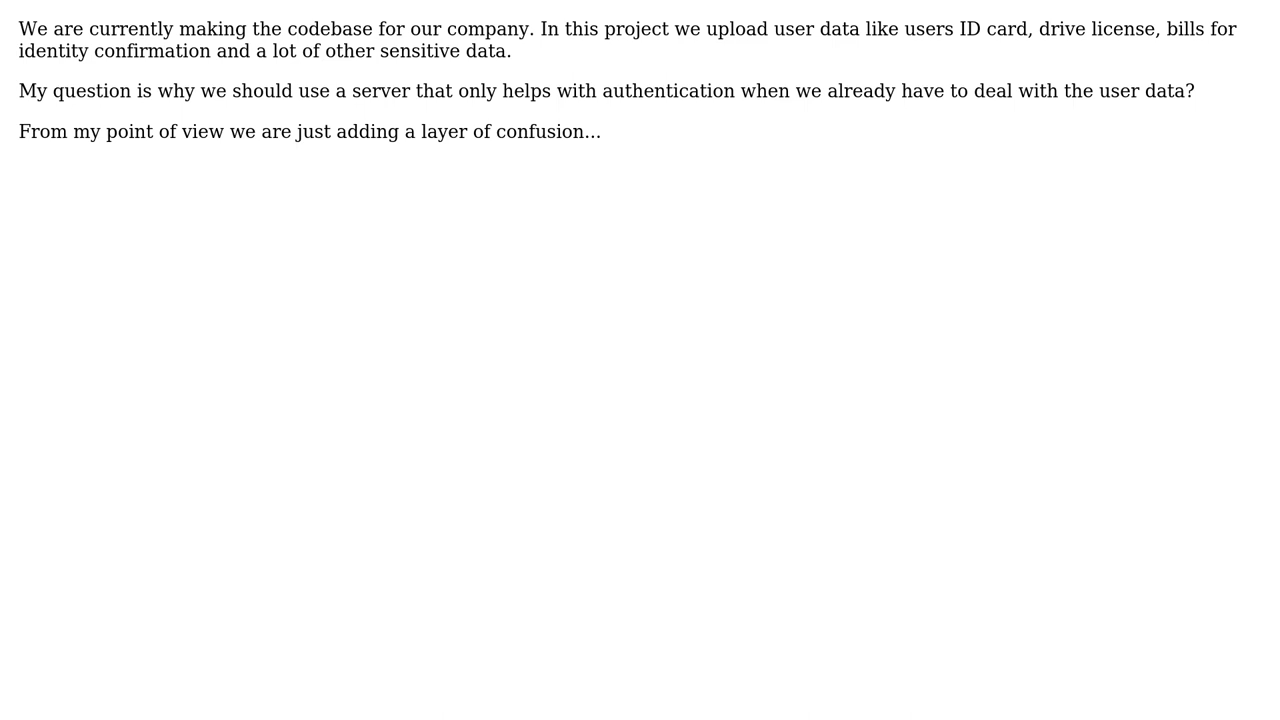 We are currently making the codebase for our company. In this project we upload user data like users ID card, drive license, bills for
identity confirmation and a lot of other sensitive data.
My question is why we should use a server that only helps with authentication when we already have to deal with the user data?
From my point of view we are just adding a layer of confusion...